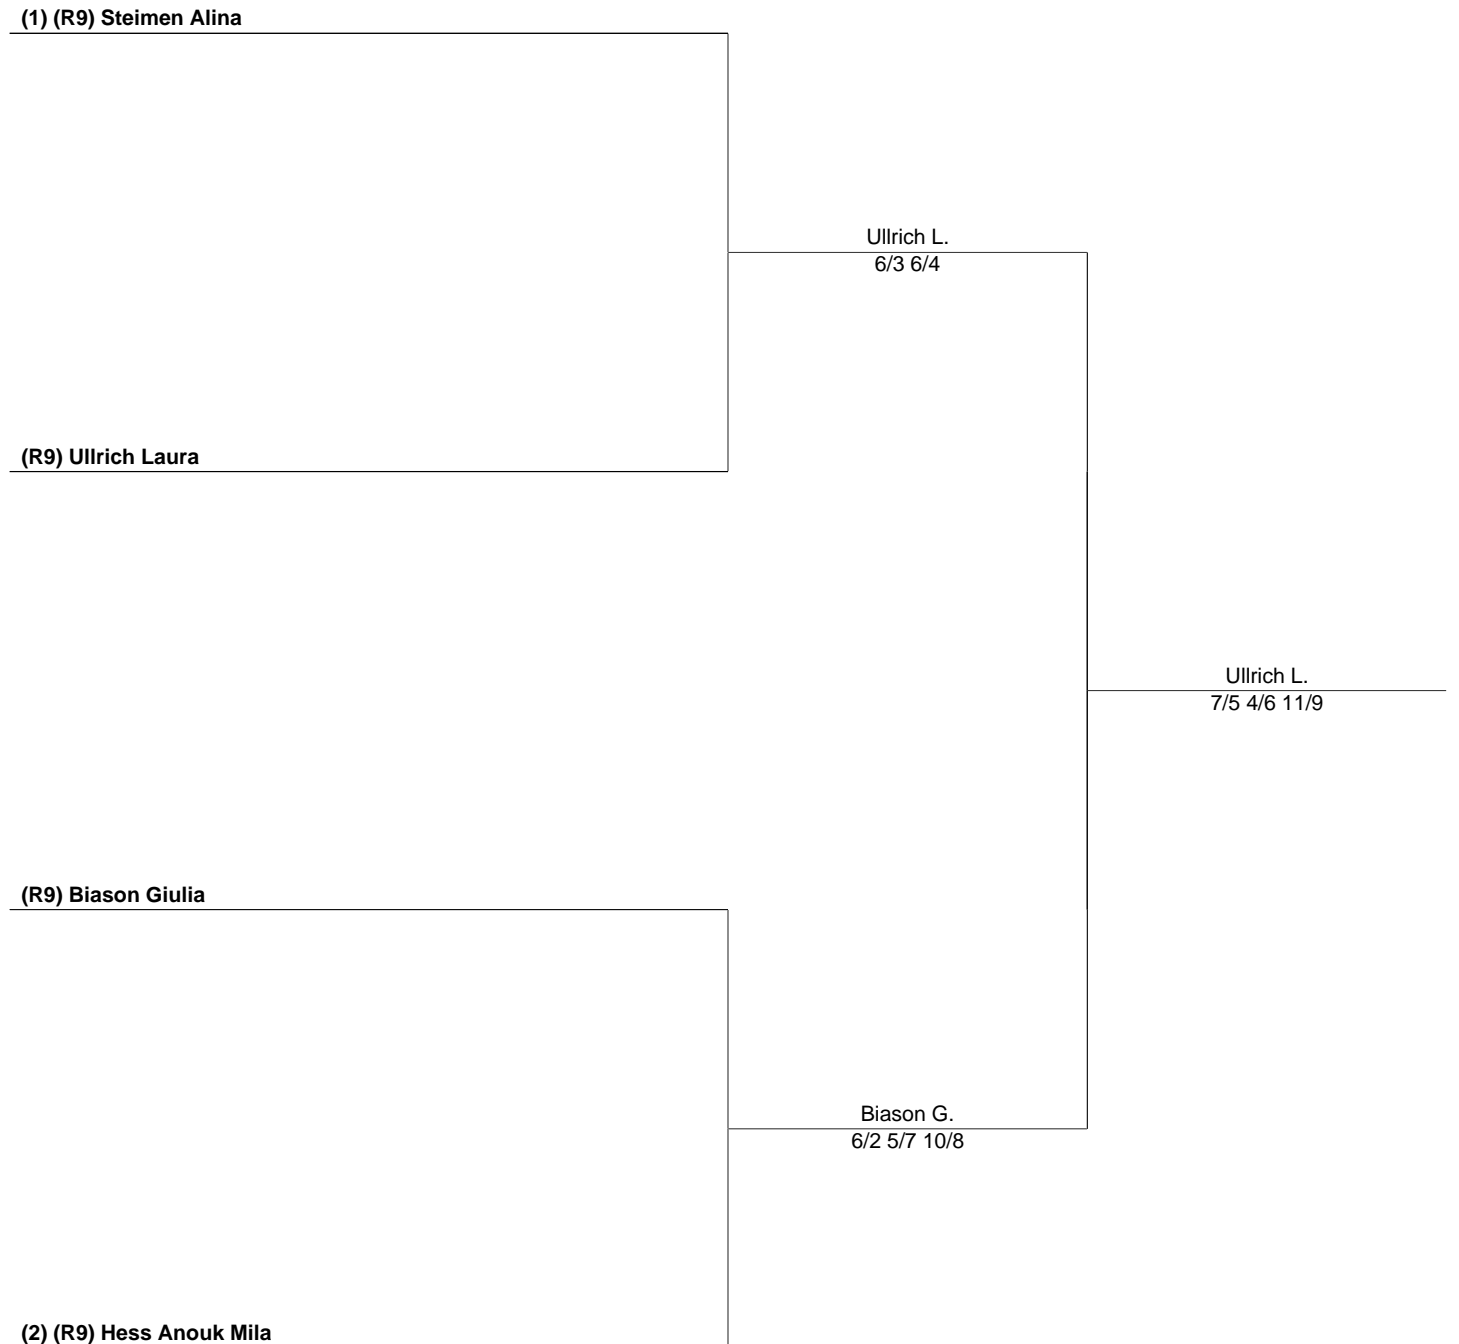 (1) (R9) Steimen Alina
Ullrich L.
6/3 6/4
(R9) Ullrich Laura
Ullrich L.
7/5 4/6 11/9
(R9) Biason Giulia
Biason G.
6/2 5/7 10/8
(2) (R9) Hess Anouk Mila